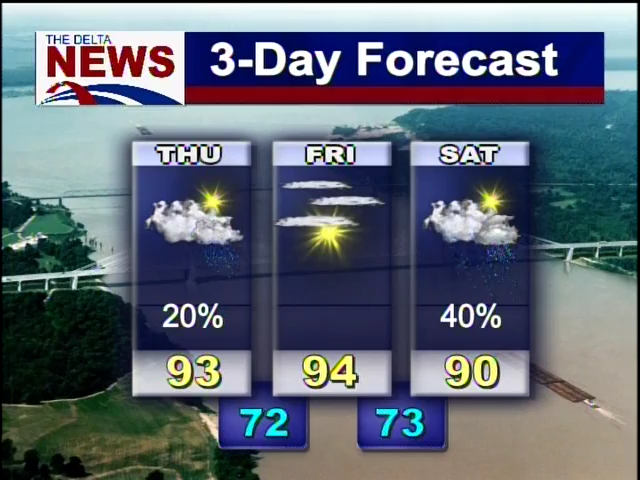 THE DELTA
NEWS
3-Day Forecast
THU FRI SAT
20% 40%
93 94 90
72 73